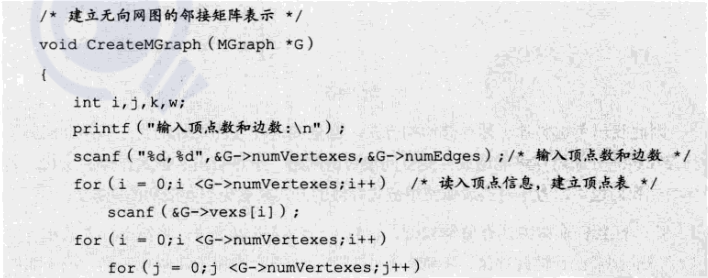 /* 建立无向网图的邻接矩阵表示 */
void CreateMGraph(MGraph *G)
{
int i,j,k,w;
printf("输入顶点数和边数:\n");
scanf("%d,%d",&G->numVertexes,&G->numEdges);/* 输入顶点数和边数 */
for(i = 0;i <G->numVertexes;i++) /* 读入顶点信息，建立顶点表 */
scanf(&G->vexs[i]);
for(i = 0;i <G->numVertexes;i++)
for(j = 0;j <G->numVertexes;j++)